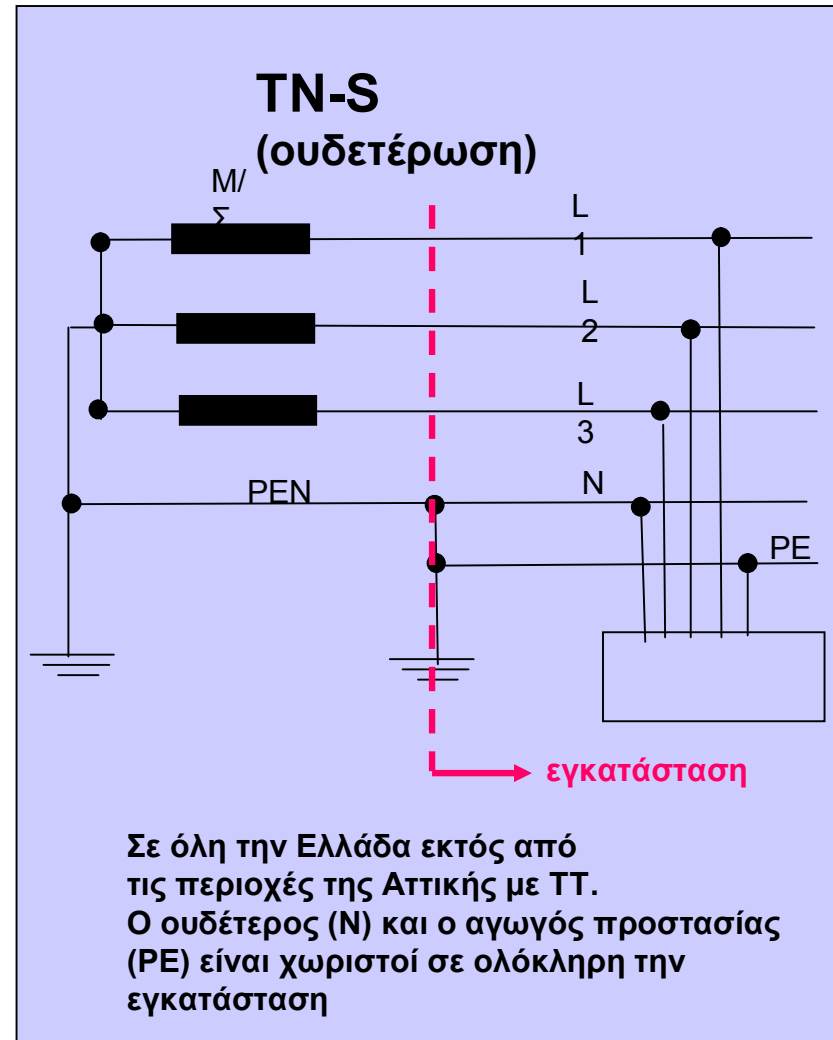 TN-S
(ουδετέρωση)
Μ/
Σ
L
1
L
2
L
3
PEN
N
PE
εγκατάσταση
Σε όλη την Ελλάδα εκτός από
τις περιοχές της Αττικής με ΤΤ.
Ο ουδέτερος (Ν) και ο αγωγός προστασίας
(PE) είναι χωριστοί σε ολόκληρη την
εγκατάσταση